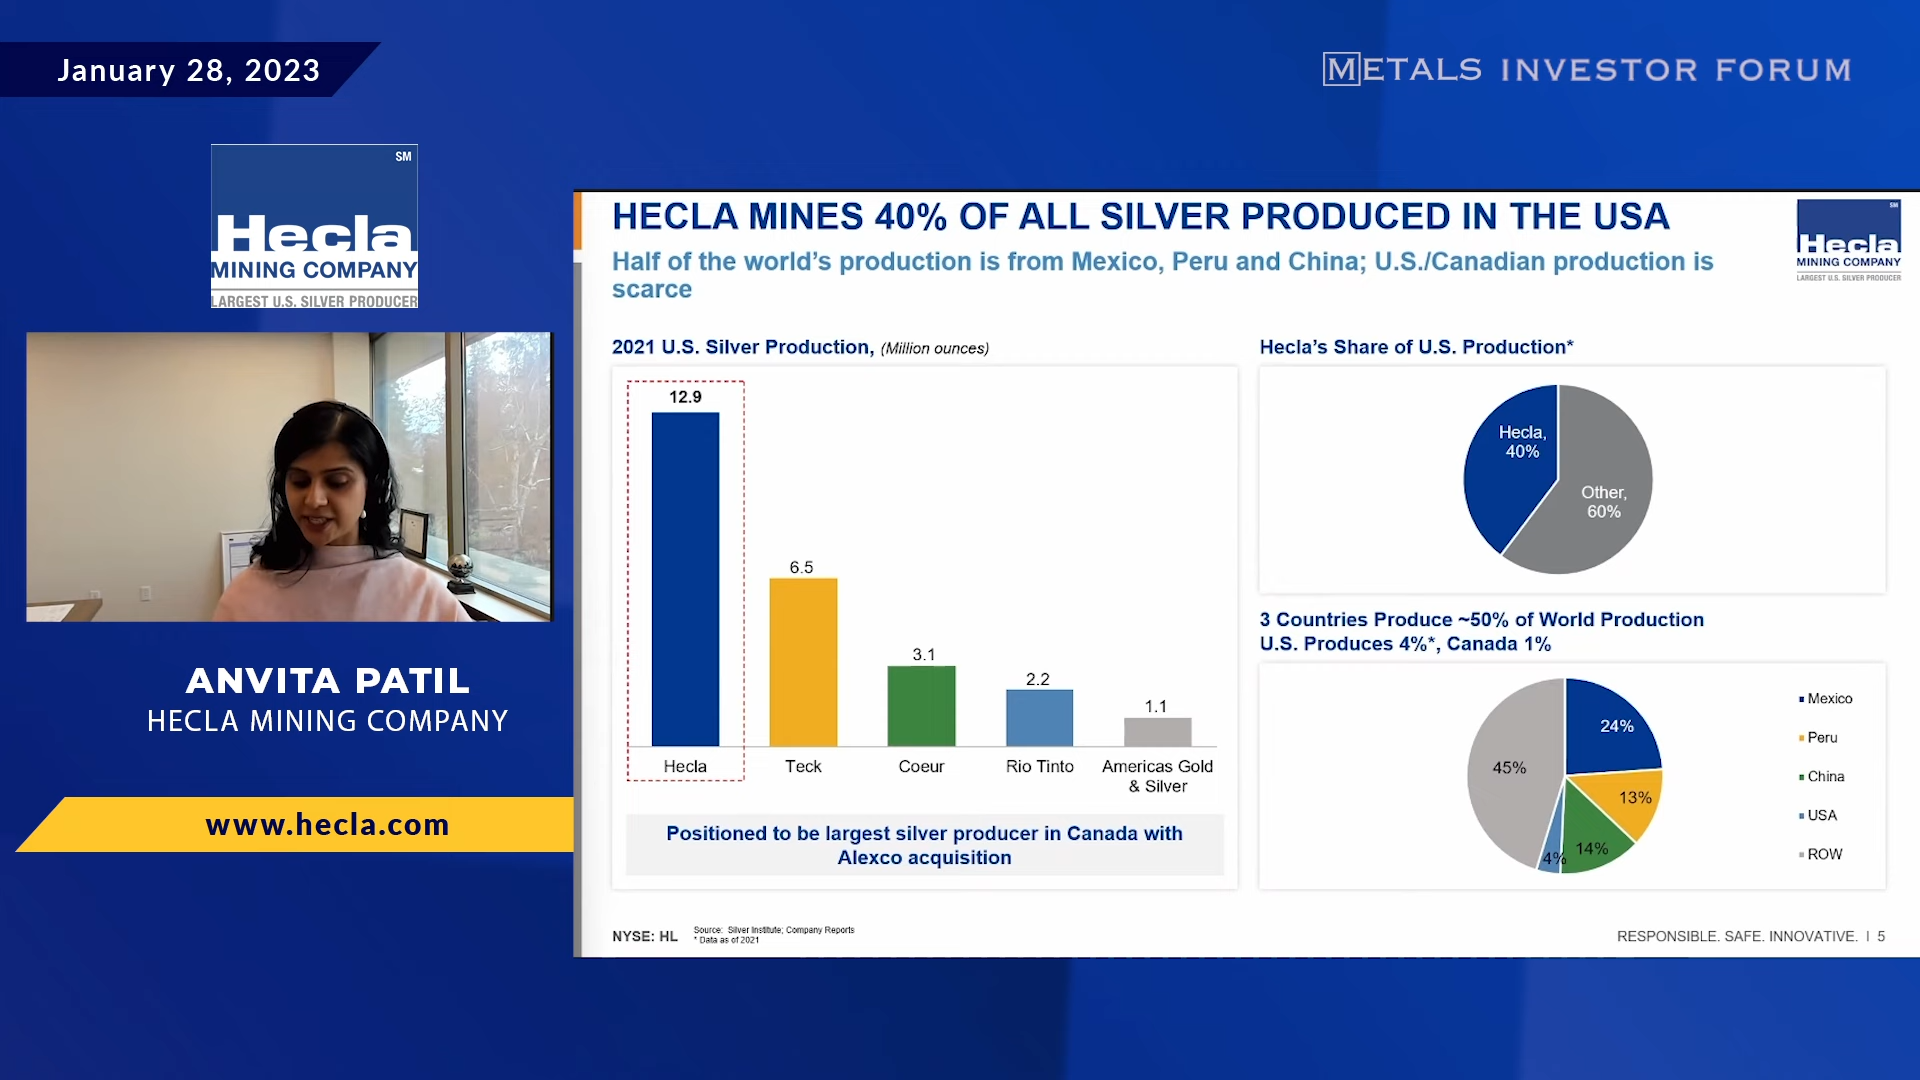 January 28, 2023
METALS INVESTOR FORUM
SM
Hecla
MINING COMPANY
LARGEST U.S. SILVER PRODUCER
ANVITA PATIL
HECLA MINING COMPANY
www.hecla.com
HECLA MINES 40% OF ALL SILVER PRODUCED IN THE USA
Half of the world's production is from Mexico, Peru and China; U.S./Canadian production is
scarce
SM
Hecla
MINING COMPANY
LARGEST U.S. SILVER PRODUCER
2021 U.S. Silver Production, (Million ounces)
12.9
6.5
3.1
2.2
1.1
Hecla
Teck
Coeur
Rio Tinto
Americas Gold
& Silver
Positioned to be largest silver producer in Canada with
Alexco acquisition
Hecla's Share of U.S. Production*
Hecla,
40%
Other,
60%
3 Countries Produce ~50% of World Production
U.S. Produces 4%*, Canada 1%
24%
13%
14%
4%
45%
Mexico
Peru
China
USA
ROW
NYSE: HL
Source: Silver Institute; Company Reports
* Data as of 2021
RESPONSIBLE. SAFE. INNOVATIVE. | 5